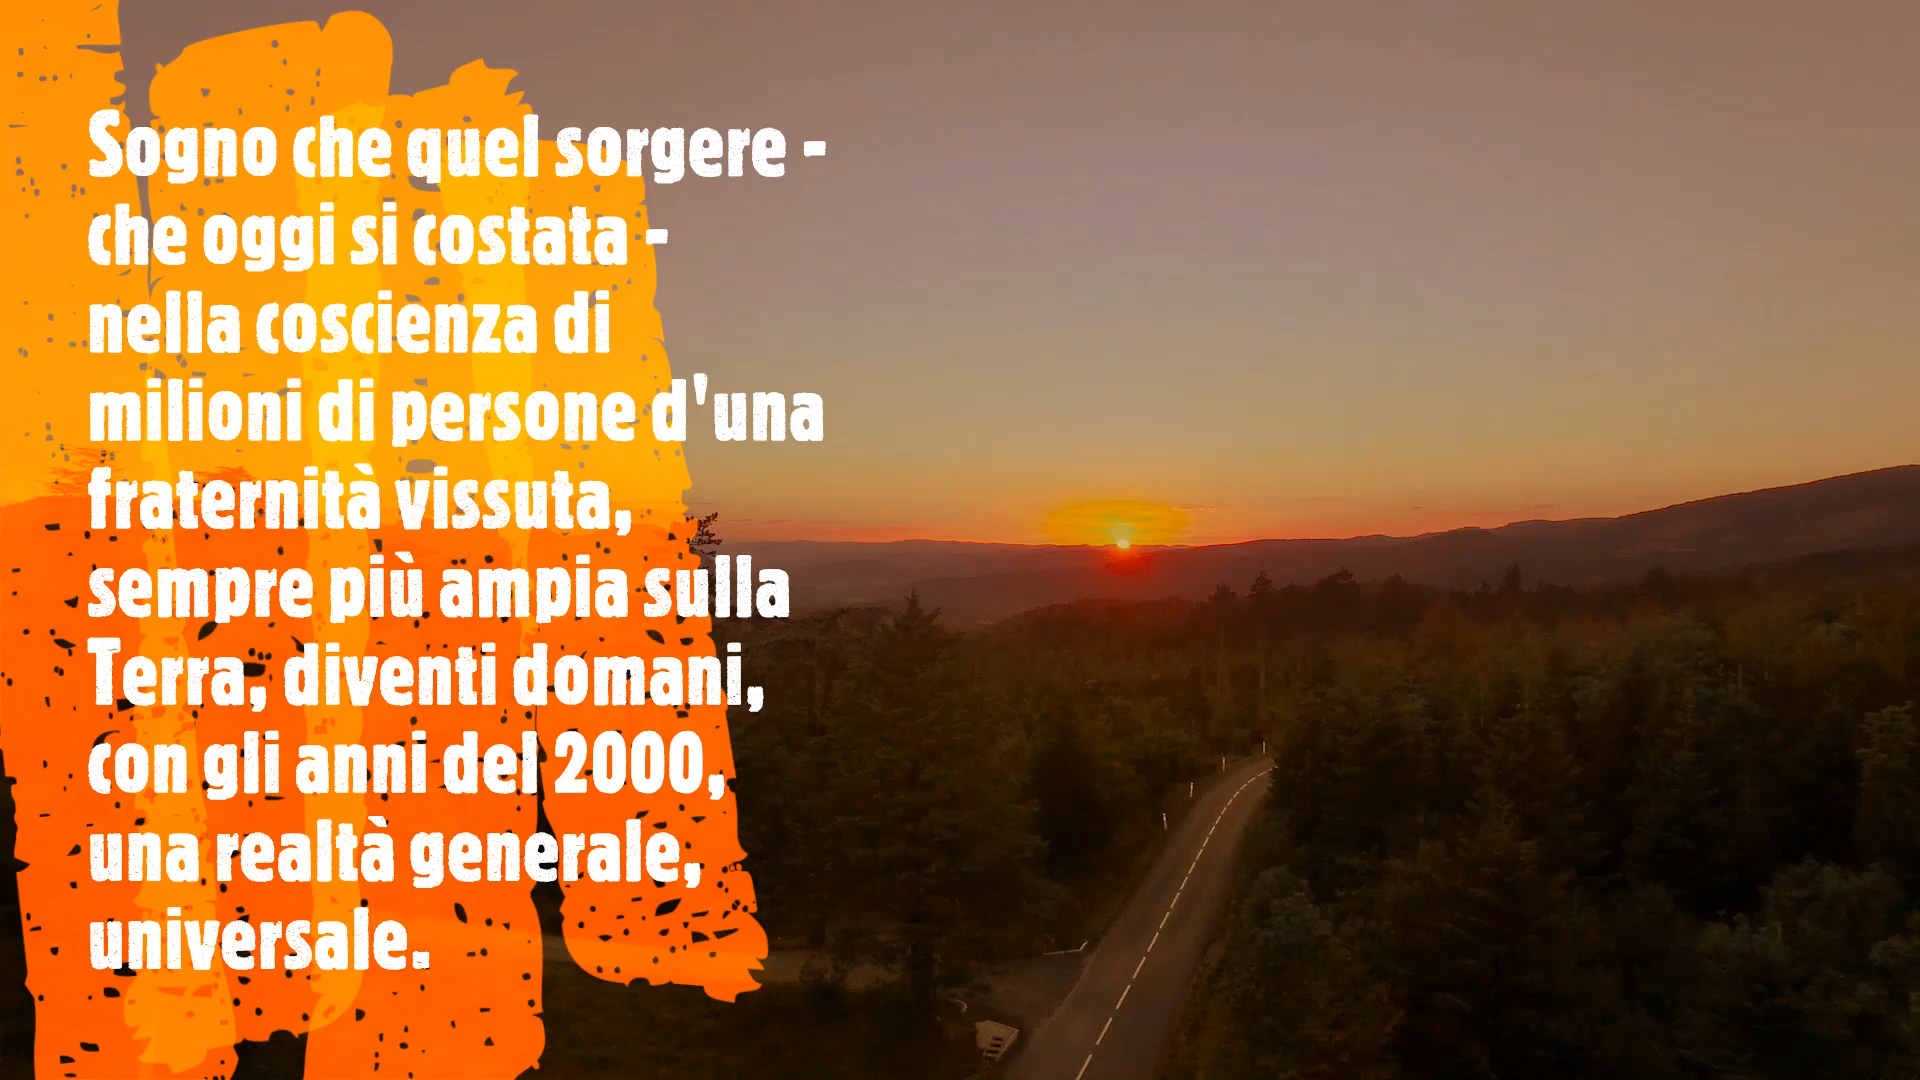 Sogno che quel sorgere -
che oggi si costata -
nella coscienza di
milioni di persone d'una
fraternità vissuta,
sempre più ampia sulla
Terra, diventi domani,
con gli anni del 2000,
una realtà generale,
universale.